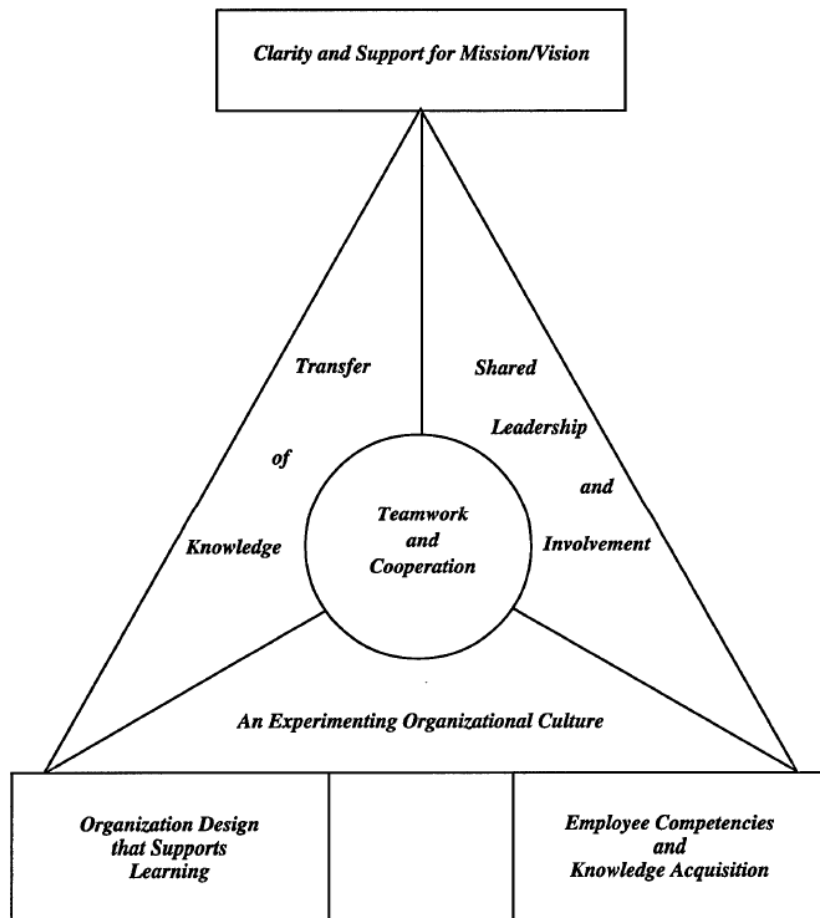 Clarity and Support for Mission/Vision
Transfer
of
Knowledge
Shared
Leadership
and
Involvement
Teamwork
and
Cooperation
An Experimenting Organizational Culture
Organization Design
that Supports
Learning
Employee Competencies
and
Knowledge Acquisition